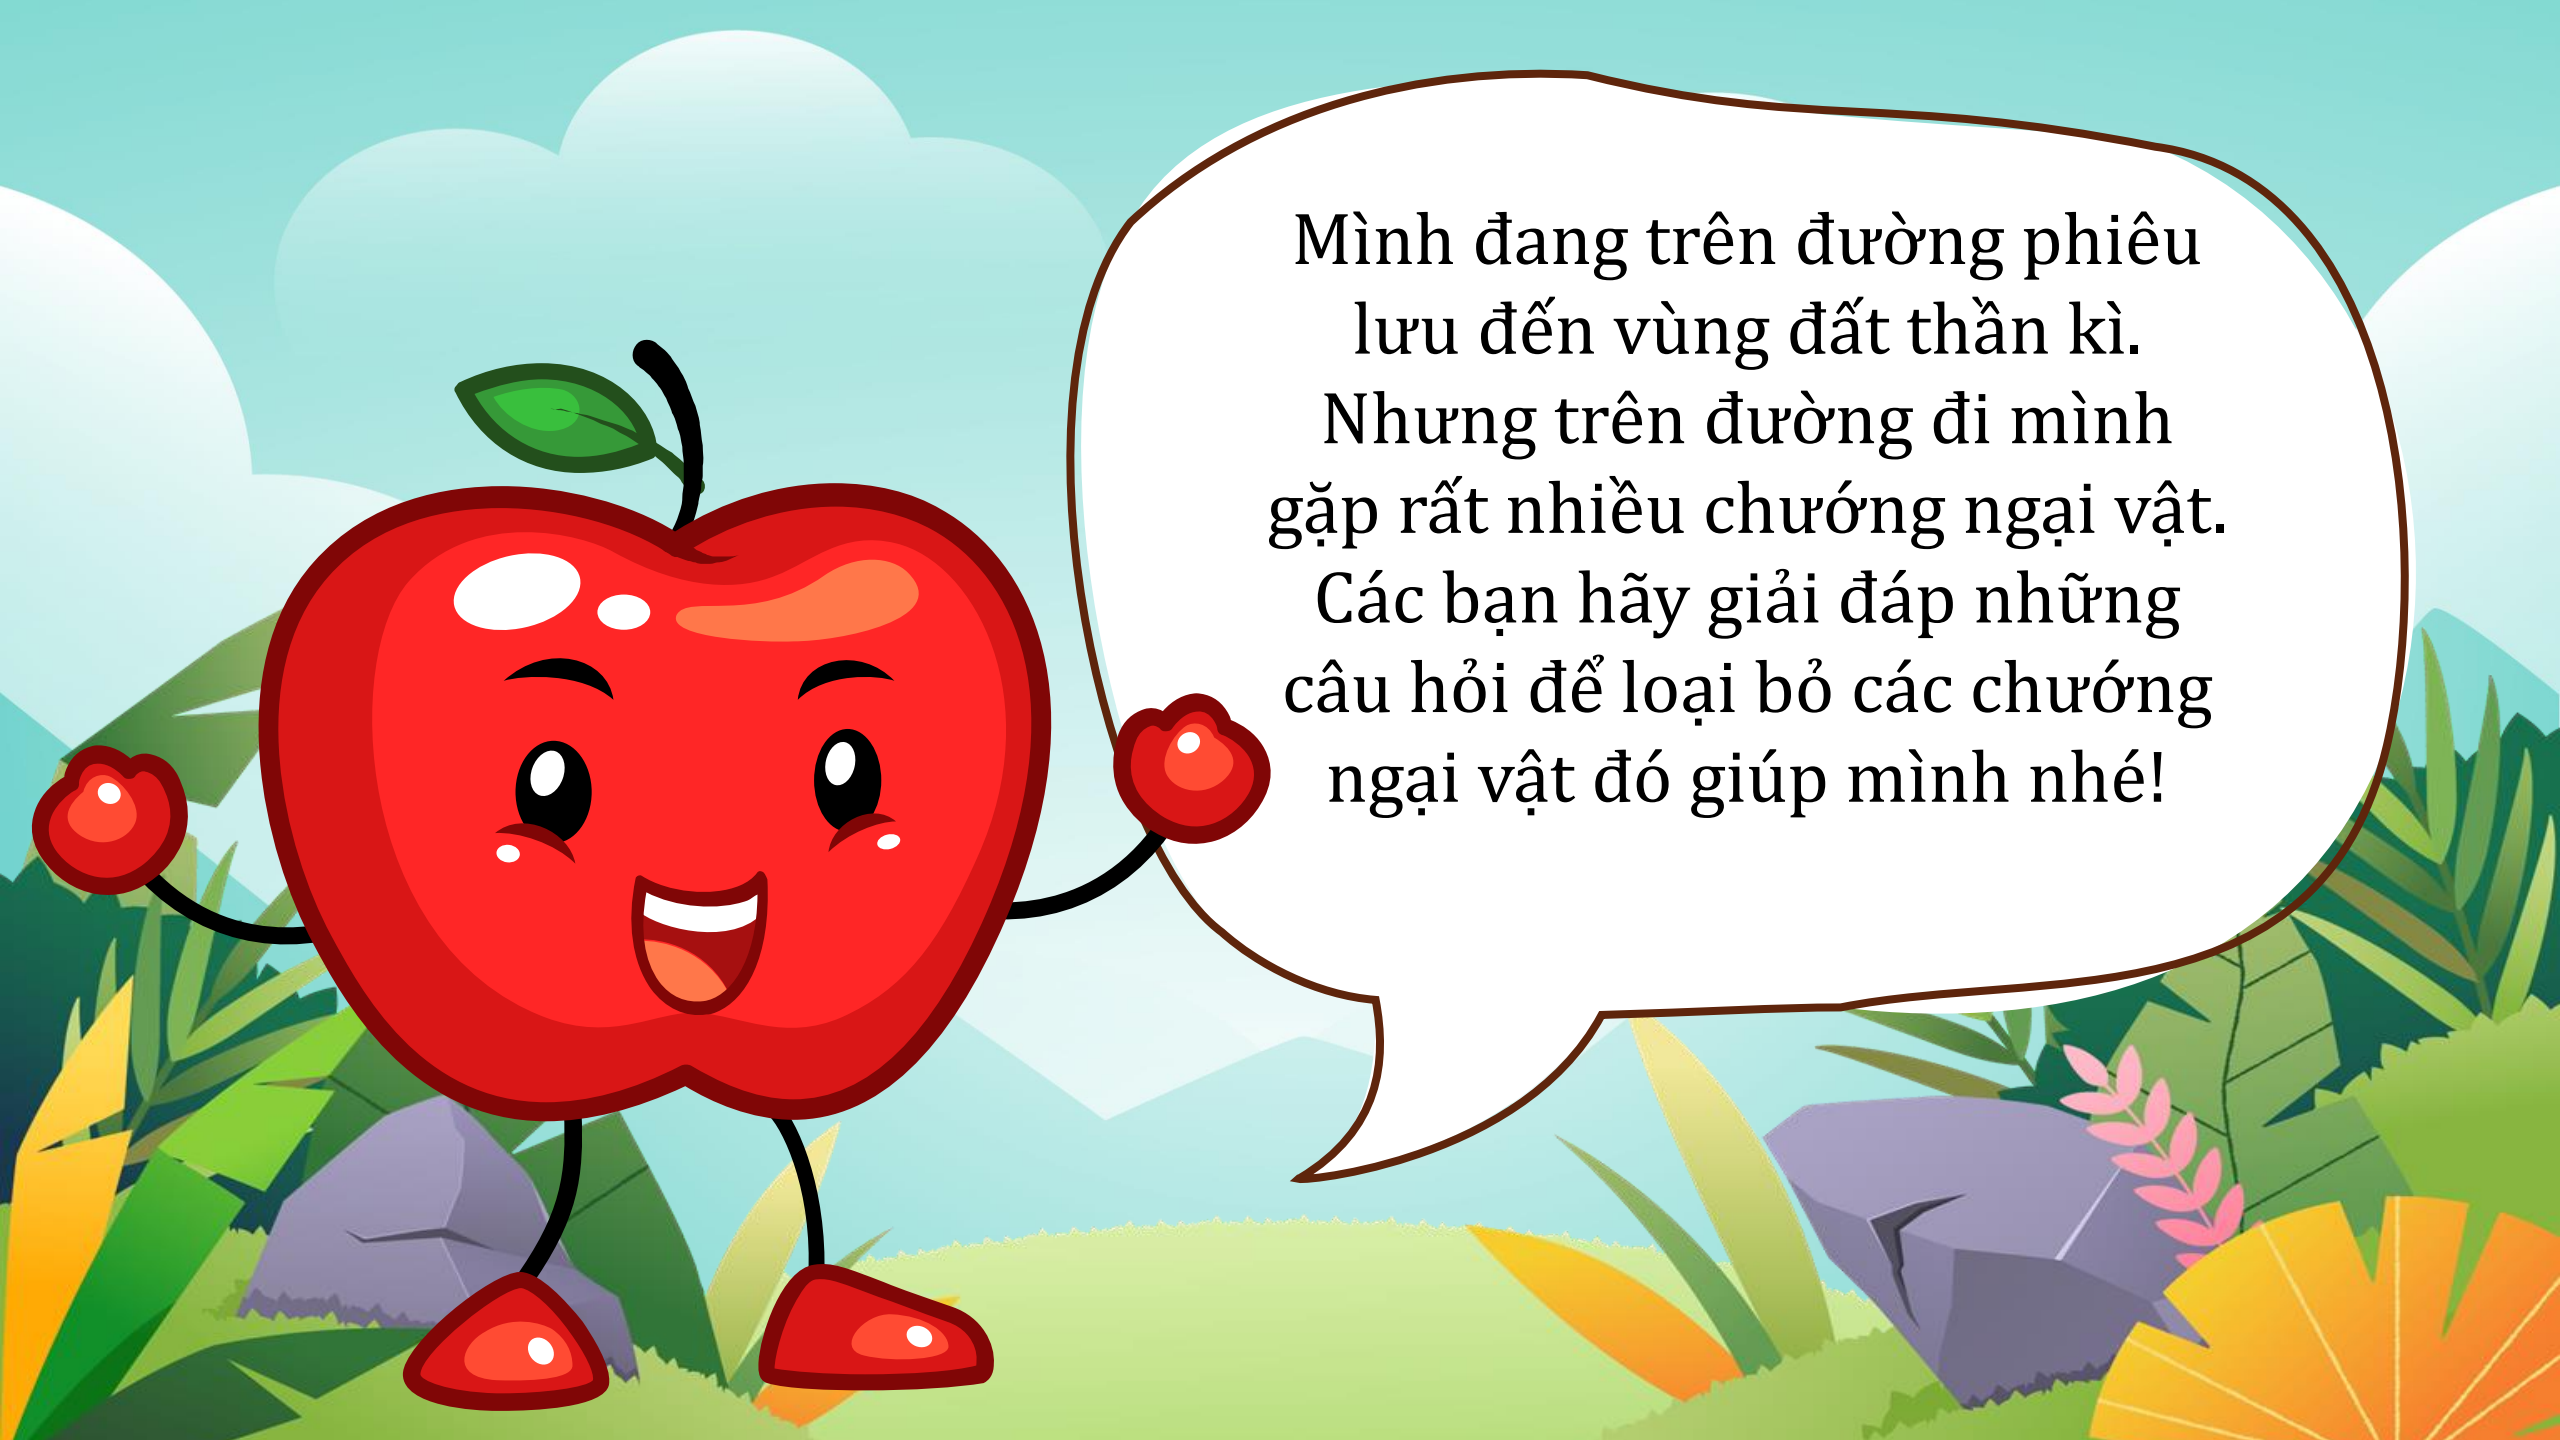 Mình đang trên đường phiêu
lưu đến vùng đất thần kì.
Nhưng trên đường đi mình
gặp rất nhiều chướng ngại vật.
Các bạn hãy giải đáp những
câu hỏi để loại bỏ các chướng
ngại vật đó giúp mình nhé!